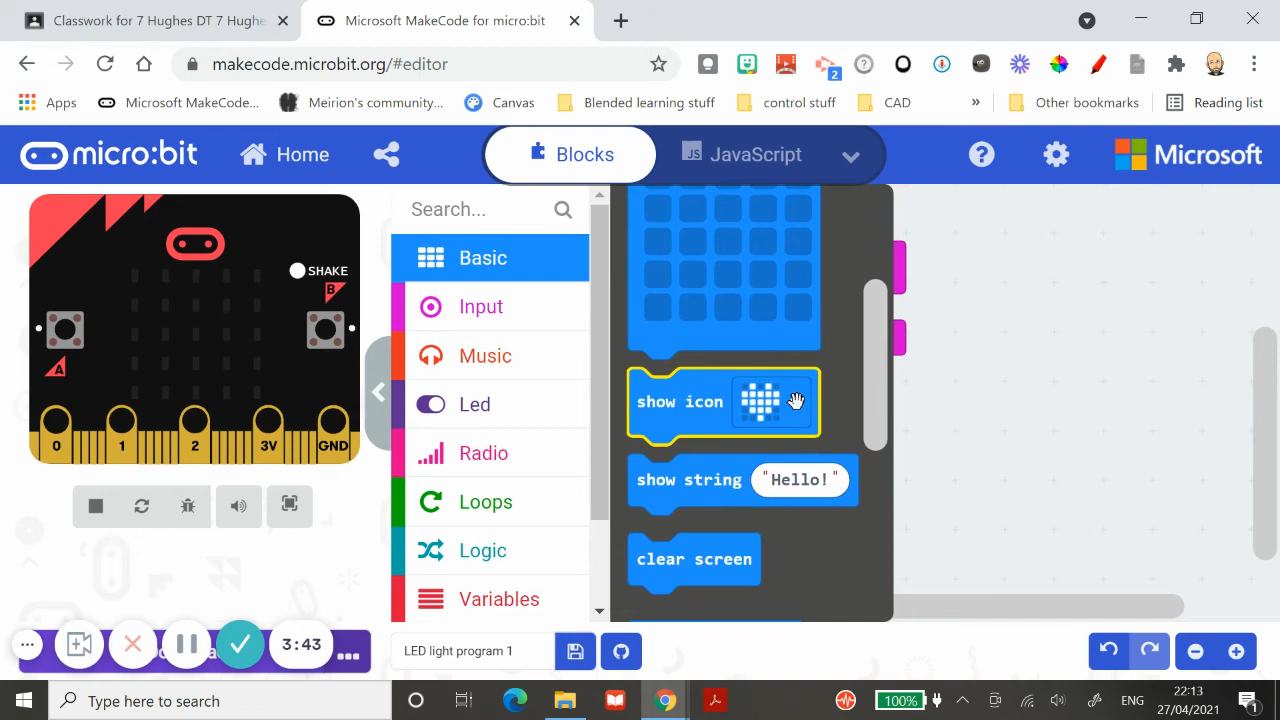 Classwork for 7 Hughes DT 7 Hughe
Microsoft MakeCode for micro:bit
makecode.microbit.org/#editor
2
Apps
Microsoft MakeCode...
Meirion's community...
Canvas
Blended learning stuff
control stuff
CAD
»
Other bookmarks
Reading list
micro:bit
Home
Blocks
JS JavaScript
?
Microsoft
SHAKE
B
A
0 1 2 3V GND
Search...
Basic
Input
Music
Led
Radio
Loops
Logic
Variables
show icon
show string "Hello!"
clear screen
3:43
LED light program 1
Type here to search
100%
ENG
22:13
27/04/2021
1